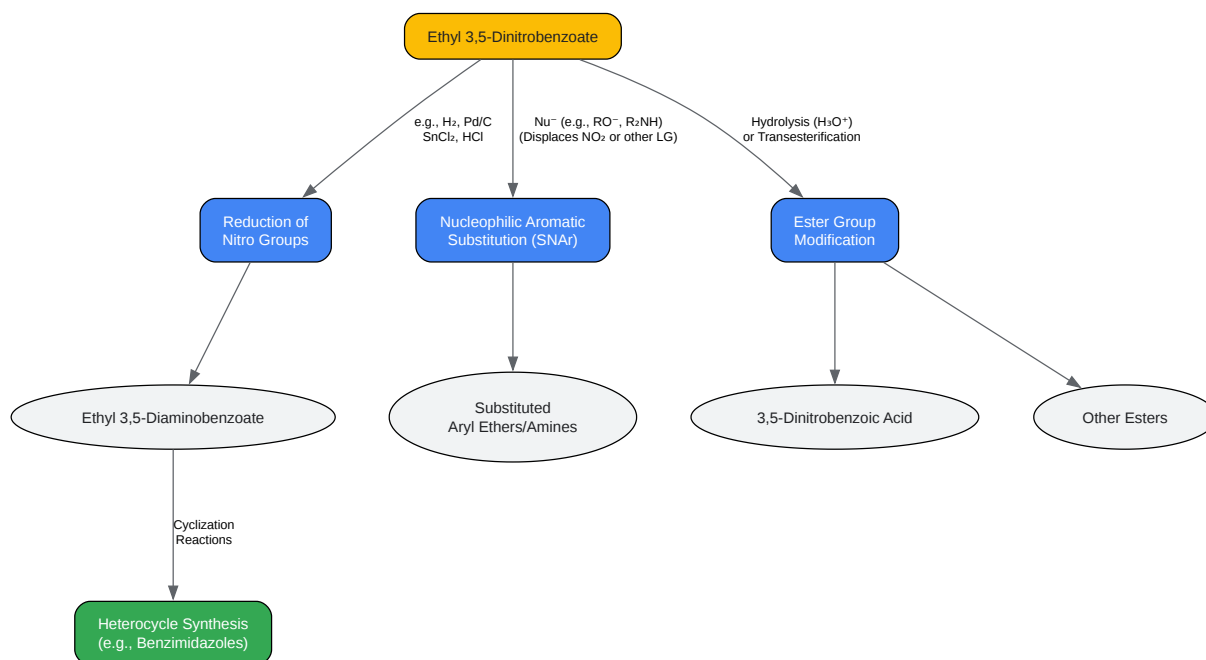 Ethyl 3,5-Dinitrobenzoate
e.g., H₂, Pd/C
SnCl₂, HCl
Nu⁻ (e.g., RO⁻, R₂NH)
(Displaces NO₂ or other LG)
Hydrolysis (H₃O⁺)
or Transesterification
Reduction of
Nitro Groups
Nucleophilic Aromatic
Substitution (SNAr)
Ester Group
Modification
Ethyl 3,5-Diaminobenzoate
Substituted
Aryl Ethers/Amines
3,5-Dinitrobenzoic Acid
Other Esters
Cyclization
Reactions
Heterocycle Synthesis
(e.g., Benzimidazoles)